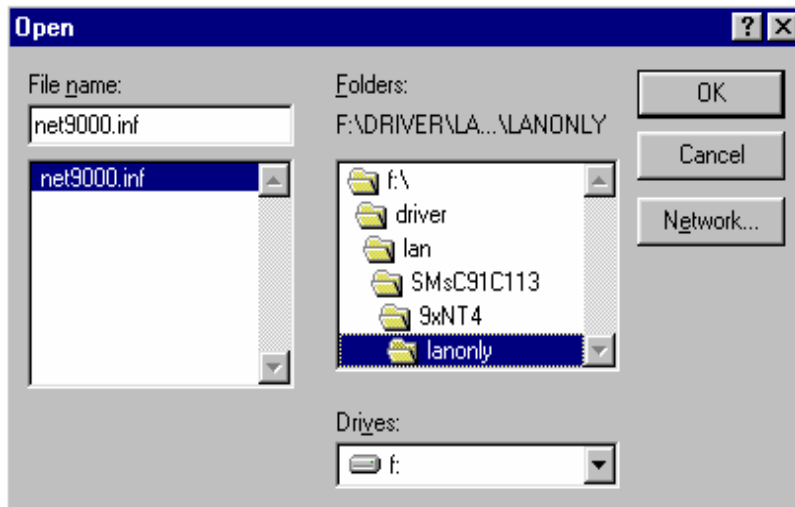 Open
File name:
net9000.inf
net9000.inf
Folders:
F:\DRIVER\LA...\LANONLY
f:\
driver
lan
SMsC91C113
9xNT4
lanonly
Drives:
f:
OK
Cancel
Network...